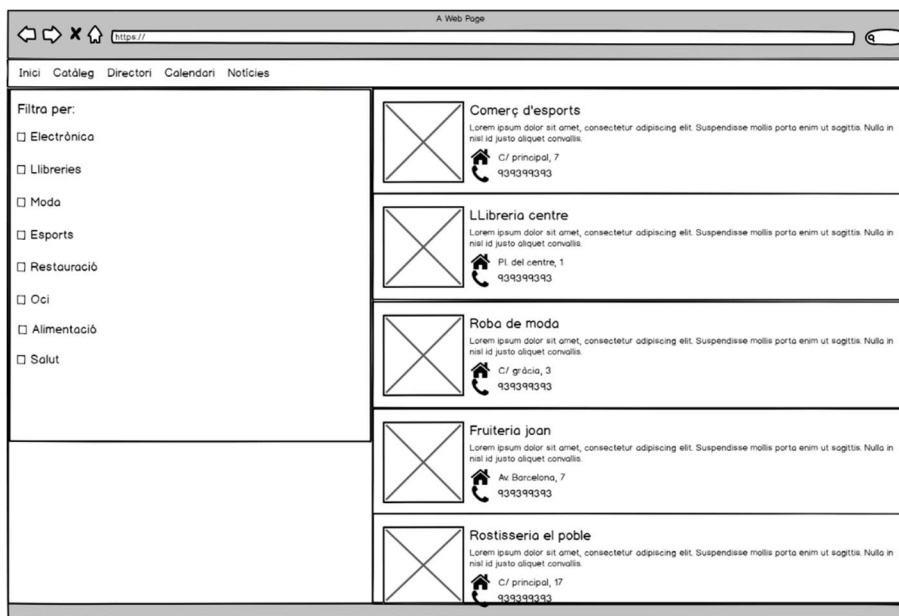 A Web Page
https://
Inici Catàleg Directori Calendari Notícies
Filtra per:
Electrònica
Llibreries
Moda
Esports
Restauració
Oci
Alimentació
Salut
Comerç d'esports
Lorem ipsum dolor sit amet, consectetur adipiscing elit. Suspendisse mollis porta enim ut sagittis. Nulla in
nisl id justo aliquet convallis.
C/ principal, 7
939399393
LLibreria centre
Lorem ipsum dolor sit amet, consectetur adipiscing elit. Suspendisse mollis porta enim ut sagittis. Nulla in
nisl id justo aliquet convallis.
Pl. del centre, 1
939399393
Roba de moda
Lorem ipsum dolor sit amet, consectetur adipiscing elit. Suspendisse mollis porta enim ut sagittis. Nulla in
nisl id justo aliquet convallis.
C/ gràcia, 3
939399393
Fruiteria joan
Lorem ipsum dolor sit amet, consectetur adipiscing elit. Suspendisse mollis porta enim ut sagittis. Nulla in
nisl id justo aliquet convallis.
Av. Barcelona, 7
939399393
Rostisseria el poble
Lorem ipsum dolor sit amet, consectetur adipiscing elit. Suspendisse mollis porta enim ut sagittis. Nulla in
nisl id justo aliquet convallis.
C/ principal, 17
939399393